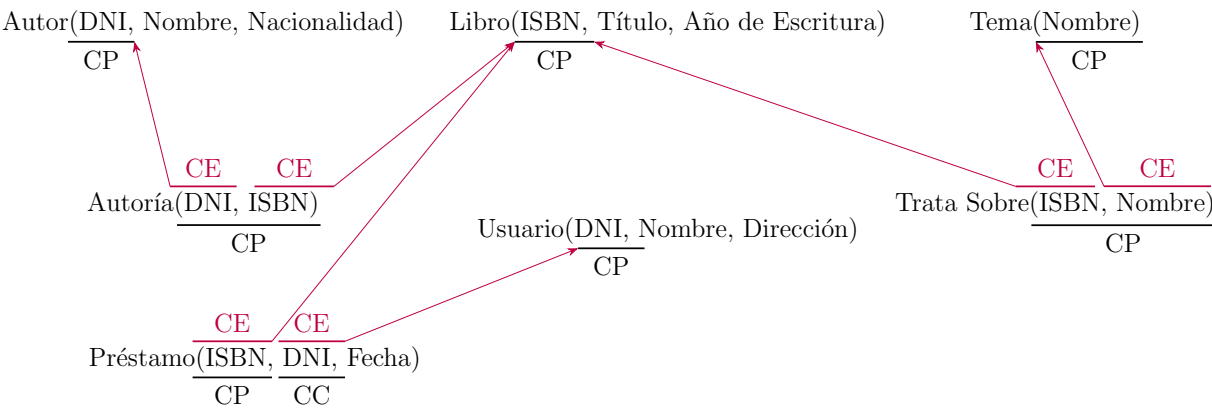 Autor(DNI, Nombre, Nacionalidad) Libro(ISBN, Título, Año de Escritura) Tema(Nombre)
CP CP CP
CE CE CE CE
Autoría(DNI, ISBN) Trata Sobre(ISBN, Nombre)
CP CP
Usuario(DNI, Nombre, Dirección)
CP
CE CE
Préstamo(ISBN, DNI, Fecha)
CP CC